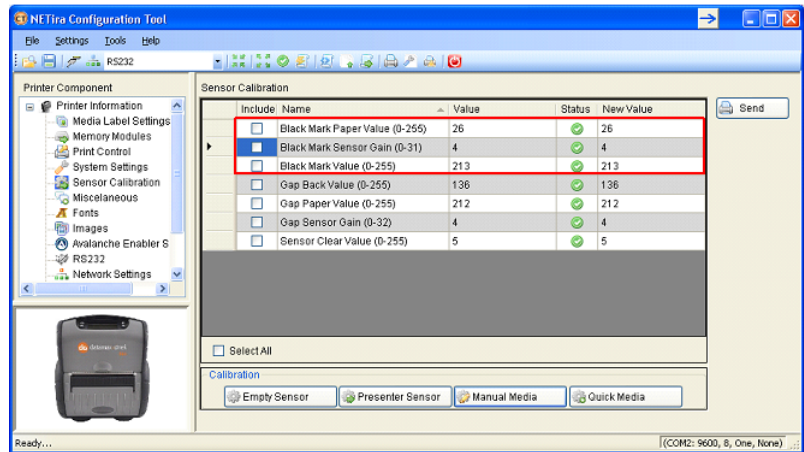 NETira Configuration Tool
File Settings Tools Help
RS232
Printer Component
Printer Information
Media Label Settings
Memory Modules
Print Control
System Settings
Sensor Calibration
Miscelaneous
Fonts
Images
Avalanche Enabler S
RS232
Network Settings
Sensor Calibration
Include Name Value Status New Value
Black Mark Paper Value (0-255) 26 26
Black Mark Sensor Gain (0-31) 4 4
Black Mark Value (0-255) 213 213
Gap Back Value (0-255) 136 136
Gap Paper Value (0-255) 212 212
Gap Sensor Gain (0-32) 4 4
Sensor Clear Value (0-255) 5 5
Send
Select All
Calibration
Empty Sensor Presenter Sensor Manual Media Quick Media
Ready... (COM2: 9600, 8, One, None)